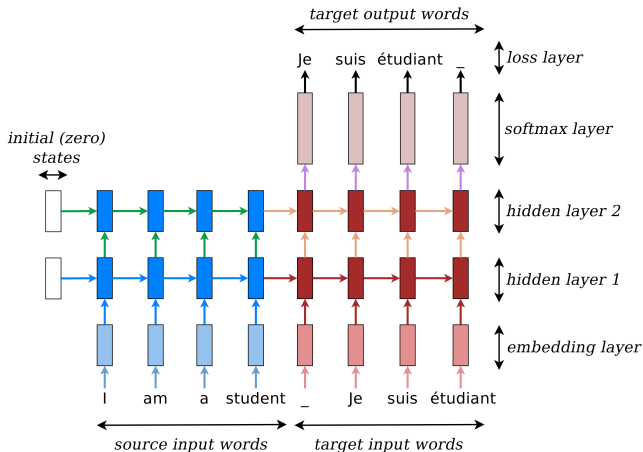 target output words
Je suis étudiant _
loss layer
softmax layer
initial (zero)
states
hidden layer 2
hidden layer 1
embedding layer
I am a student _ Je suis étudiant
source input words target input words